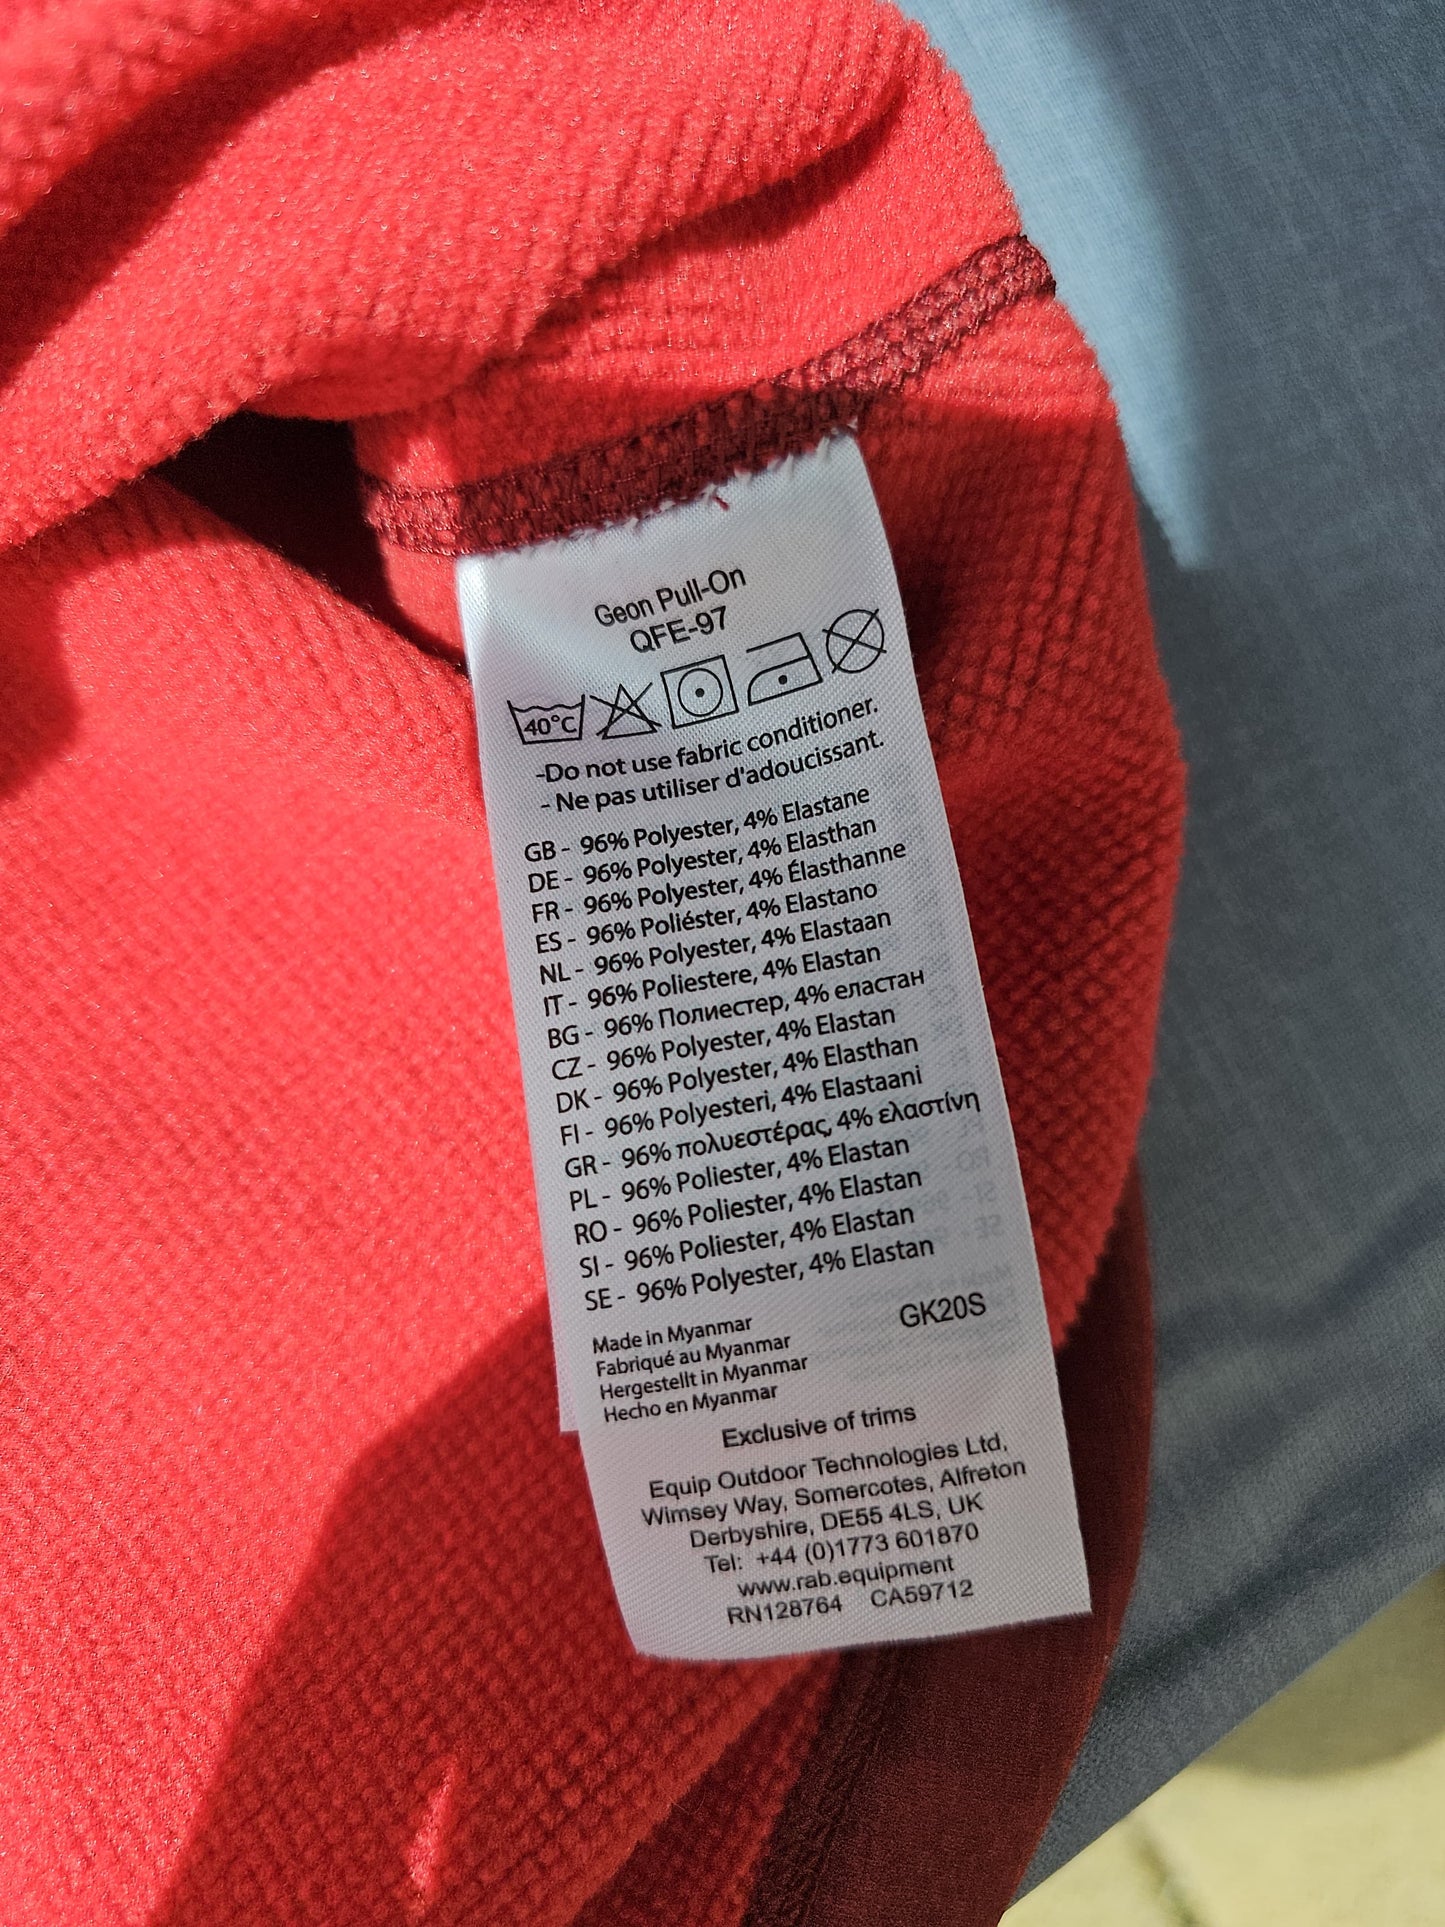 Geon Pull-On
QFE-97
40°C
-Do not use fabric conditioner.
- Ne pas utiliser d'adoucissant.
GB - 96% Polyester, 4% Elastane
DE - 96% Polyester, 4% Elasthan
FR - 96% Polyester, 4% Élasthanne
ES - 96% Poliéster, 4% Elastano
NL - 96% Polyester, 4% Elastaan
IT - 96% Poliestere, 4% Elastan
BG - 96% Полиестер, 4% еластан
CZ - 96% Polyester, 4% Elastan
DK - 96% Polyester, 4% Elasthan
FI - 96% Polyesteri, 4% Elastaani
GR - 96% πολυεστέρας, 4% ελαστίνη
PL - 96% Poliester, 4% Elastan
RO - 96% Poliester, 4% Elastan
SI - 96% Poliester, 4% Elastan
SE - 96% Polyester, 4% Elastan
GK20S
Made in Myanmar
Fabriqué au Myanmar
Hergestellt in Myanmar
Hecho en Myanmar
Exclusive of trims
Equip Outdoor Technologies Ltd,
Wimsey Way, Somercotes, Alfreton
Derbyshire, DE55 4LS, UK
Tel: +44 (0)1773 601870
www.rab.equipment
RN128764 CA59712